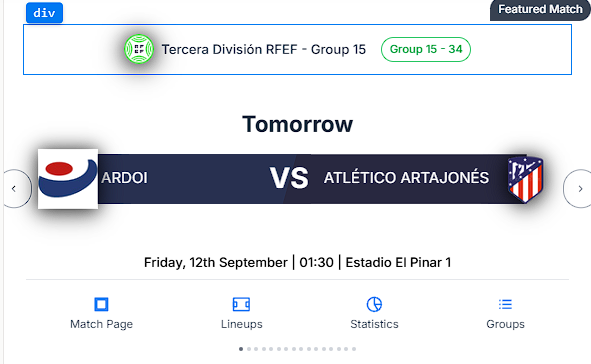 div
Featured Match
Tercera División RFEF - Group 15
Group 15 - 34
Tomorrow
ARDOI
VS
ATLÉTICO ARTAJONÉS
Friday, 12th September | 01:30 | Estadio El Pinar 1
Match Page
Lineups
Statistics
Groups